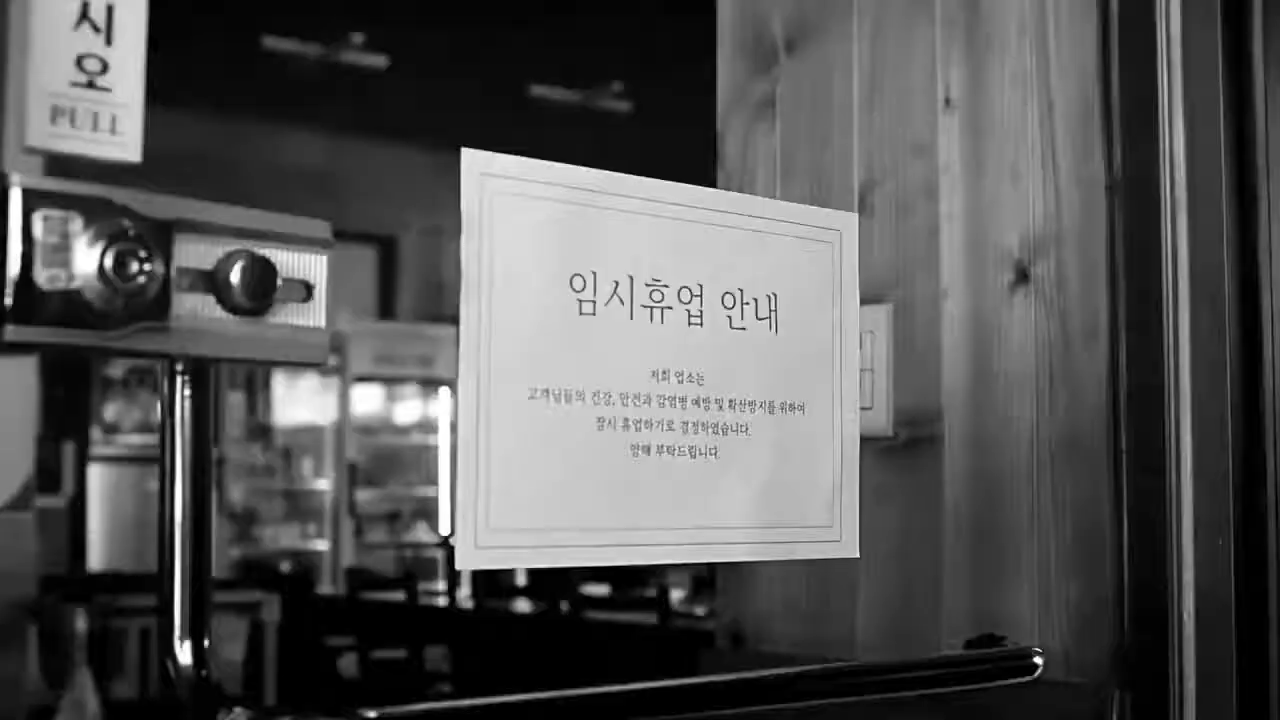 시
오
PULL
임시휴업 안내
저희 업소는
고객님들의 건강, 안전과 감염병 예방 및 확산방지를 위하여
잠시 휴업하기로 결정하였습니다.
양해 부탁드립니다.